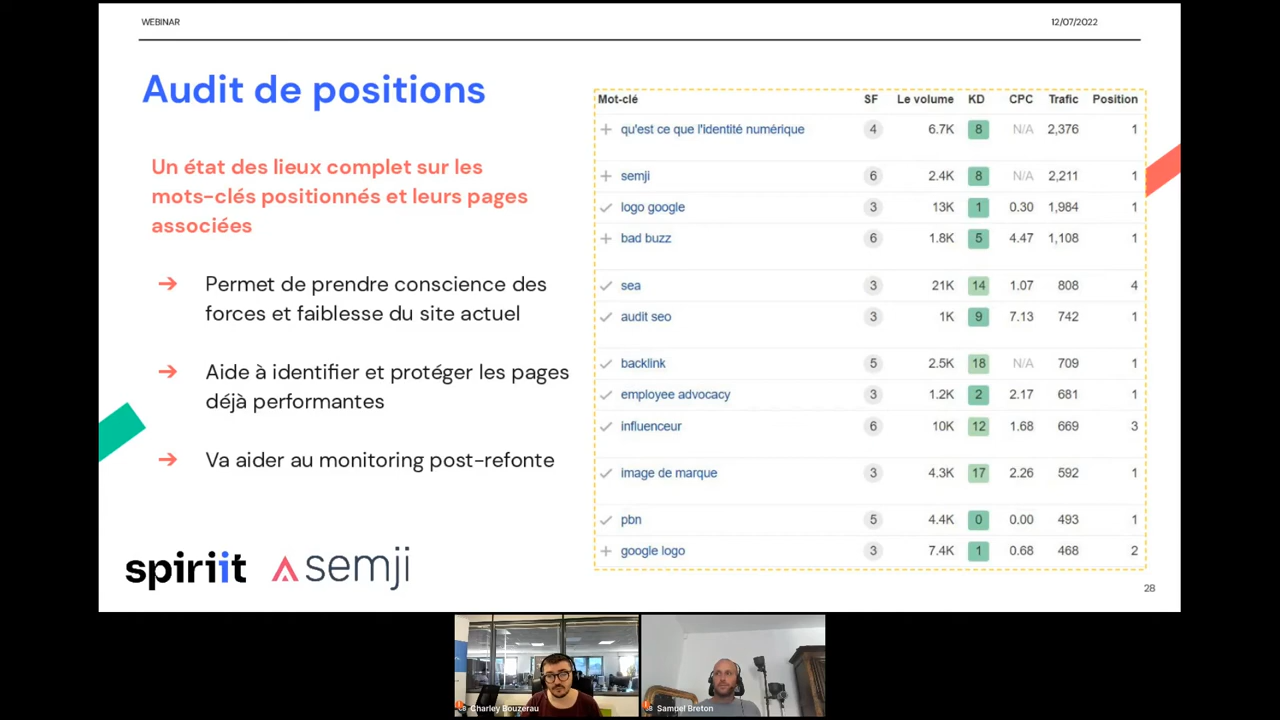 WEBINAR
12/07/2022
Audit de positions
Un état des lieux complet sur les
mots-clés positionnés et leurs pages
associées
Permet de prendre conscience des
forces et faiblesse du site actuel
Aide à identifier et protéger les pages
déjà performantes
Va aider au monitoring post-refonte
spiriit semji
Mot-clé SF Le volume KD CPC Trafic Position
qu'est ce que l'identité numérique 4 6.7K 8 N/A 2,376 1
semji 6 2.4K 8 N/A 2,211 1
logo google 3 13K 1 0.30 1,984 1
bad buzz 6 1.8K 5 4.47 1,108 1
sea 3 21K 14 1.07 808 4
audit seo 3 1K 9 7.13 742 1
backlink 5 2.5K 18 N/A 709 1
employee advocacy 3 1.2K 2 2.17 681 1
influenceur 6 10K 12 1.68 669 3
image de marque 3 4.3K 17 2.26 592 1
pbn 5 4.4K 0 0.00 493 1
google logo 3 7.4K 1 0.68 468 2
28
Charley Bouzerau
Samuel Breton